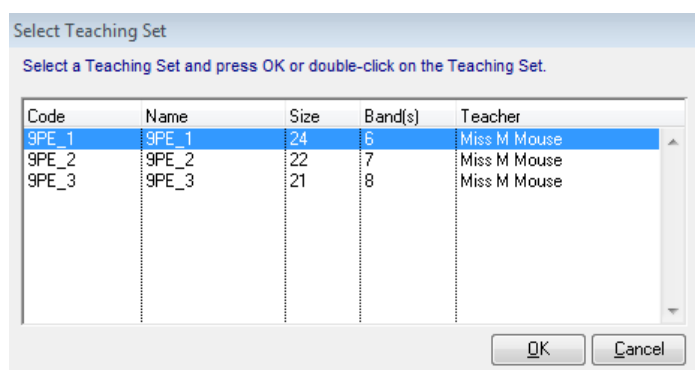 Select Teaching Set
Select a Teaching Set and press OK or double-click on the Teaching Set.
Code Name Size Band(s) Teacher
9PE_1 9PE_1 24 6 Miss M Mouse
9PE_2 9PE_2 22 7 Miss M Mouse
9PE_3 9PE_3 21 8 Miss M Mouse
OK Cancel